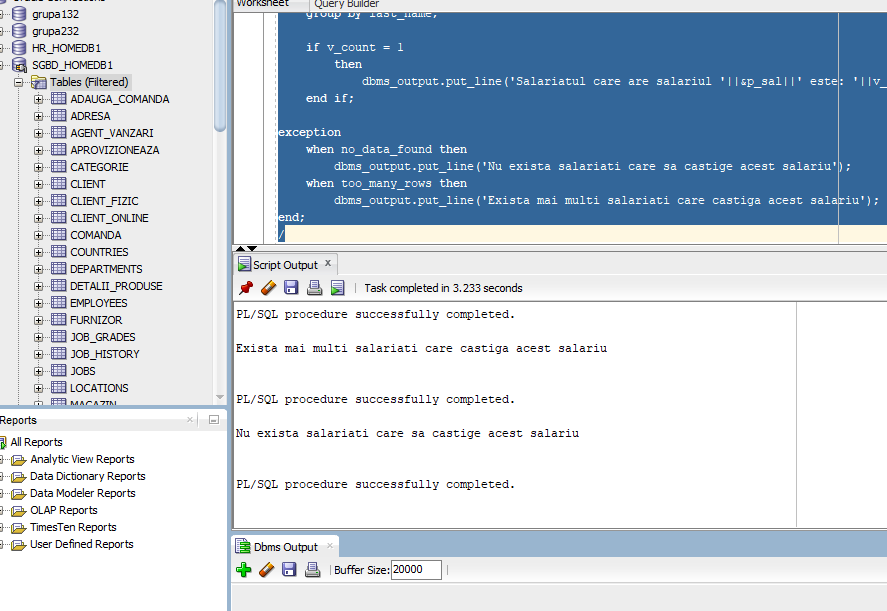 grupa132
grupa232
HR_HOMEDB1
SGBD_HOMEDB1
Tables (Filtered)
ADAUGA_COMANDA
ADRESA
AGENT_VANZARI
APROVIZIONEAZA
CATEGORIE
CLIENT
CLIENT_FIZIC
CLIENT_ONLINE
COMANDA
COUNTRIES
DEPARTMENTS
DETALII_PRODUSE
EMPLOYEES
FURNIZOR
JOB_GRADES
JOB_HISTORY
JOBS
LOCATIONS
MAGAZIN
Reports
All Reports
Analytic View Reports
Data Dictionary Reports
Data Modeler Reports
OLAP Reports
TimesTen Reports
User Defined Reports
Worksheet Query Builder
group by last_name;
if v_count = 1
then
dbms_output.put_line('Salariatul care are salariul '||&p_sal||' este: '||v_
end if;
exception
when no_data_found then
dbms_output.put_line('Nu exista salariati care sa castige acest salariu');
when too_many_rows then
dbms_output.put_line('Exista mai multi salariati care castiga acest salariu');
end;
/
Script Output x
Task completed in 3.233 seconds
PL/SQL procedure successfully completed.
Exista mai multi salariati care castiga acest salariu
PL/SQL procedure successfully completed.
Nu exista salariati care sa castige acest salariu
PL/SQL procedure successfully completed.
Dbms Output
Buffer Size: 20000